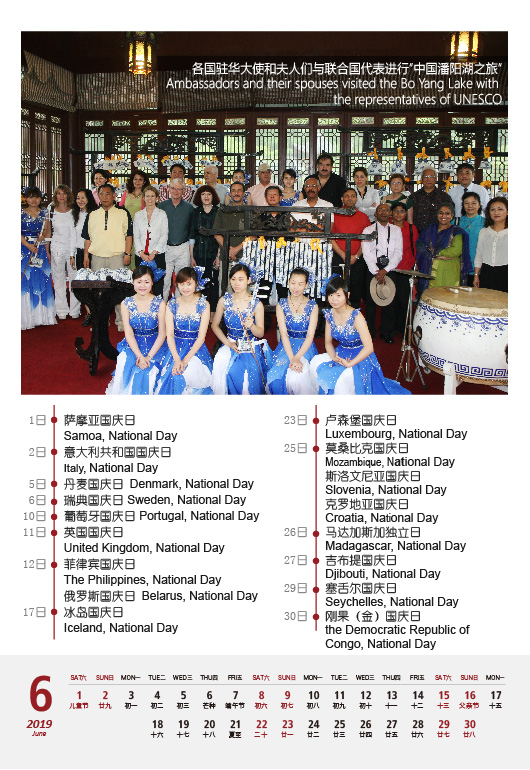 各国驻华大使和夫人们与联合国代表进行"中国潘阳湖之旅"
Ambassadors and their spouses visited the Bo Yang Lake with
the representatives of UNESCO
1日 萨摩亚国庆日
Samoa, National Day
2日 意大利共和国国庆日
Italy, National Day
5日 丹麦国庆日 Denmark, National Day
6日 瑞典国庆日 Sweden, National Day
10日 葡萄牙国庆日 Portugal, National Day
11日 英国国庆日
United Kingdom, National Day
12日 菲律宾国庆日
The Philippines, National Day
俄罗斯国庆日 Belarus, National Day
17日 冰岛国庆日
Iceland, National Day
23日 卢森堡国庆日
Luxembourg, National Day
25日 莫桑比克国庆日
Mozambique, National Day
斯洛文尼亚国庆日
Slovenia, National Day
克罗地亚国庆日
Croatia, National Day
26日 马达加斯加独立日
Madagascar, National Day
27日 吉布提国庆日
Djibouti, National Day
29日 塞舌尔国庆日
Seychelles, National Day
30日 刚果（金）国庆日
the Democratic Republic of
Congo, National Day
6
2019
June
SAT六 SUN日 MON一 TUE二 WED三 THU四 FRI五 SAT六 SUN日 MON一 TUE二 WED三 THU四 FRI五 SAT六 SUN日 MON一
1 2 3 4 5 6 7 8 9 10 11 12 13 14 15 16 17
儿童节 廿九 初一 初二 初三 芒种 端午节 初六 初七 初八 初九 初十 十一 十二 十三 父亲节 十五
18 19 20 21 22 23 24 25 26 27 28 29 30
十六 十七 十八 夏至 二十 廿一 廿二 廿三 廿四 廿五 廿六 廿七 廿八